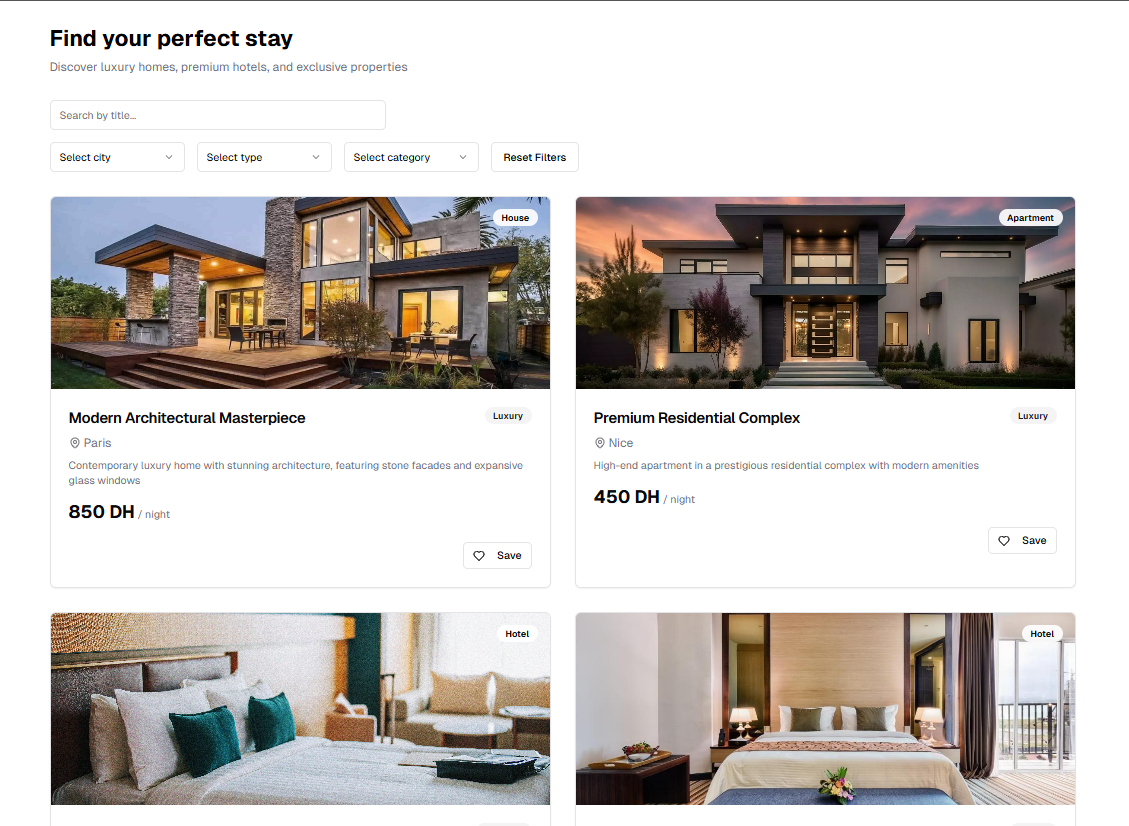 Find your perfect stay
Discover luxury homes, premium hotels, and exclusive properties
Search by title...
Select city
Select type
Select category
Reset Filters
House
Apartment
Modern Architectural Masterpiece
Luxury
Paris
Contemporary luxury home with stunning architecture, featuring stone facades and expansive
glass windows
850 DH / night
Save
Premium Residential Complex
Luxury
Nice
High-end apartment in a prestigious residential complex with modern amenities
450 DH / night
Save
Hotel
Hotel